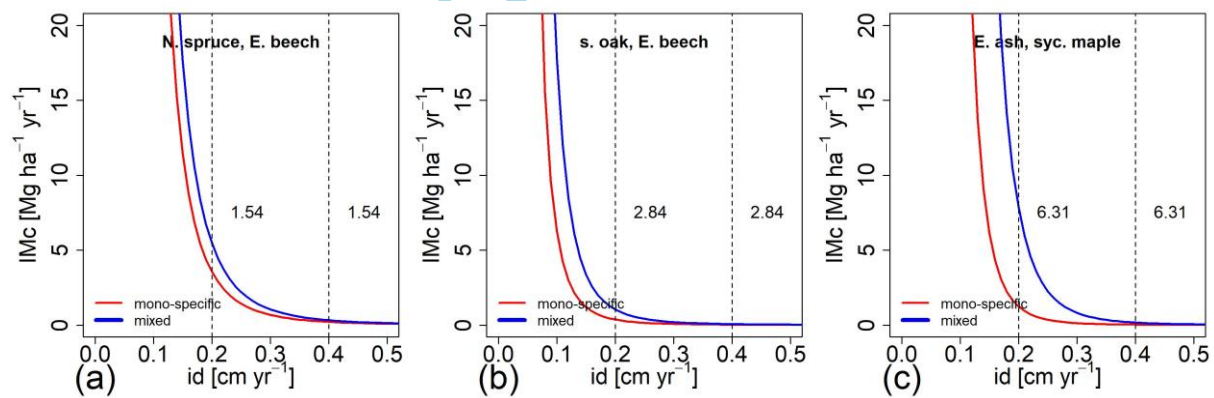 N. spruce, E. beech
IMc [Mg ha⁻¹ yr⁻¹]
20
15
10
5
0
1.54
1.54
mono-specific
mixed
0.0 0.1 0.2 0.3 0.4 0.5
(a) id [cm yr⁻¹]
s. oak, E. beech
IMc [Mg ha⁻¹ yr⁻¹]
20
15
10
5
0
2.84
2.84
mono-specific
mixed
0.0 0.1 0.2 0.3 0.4 0.5
(b) id [cm yr⁻¹]
E. ash, syc. maple
IMc [Mg ha⁻¹ yr⁻¹]
20
15
10
5
0
6.31
6.31
mono-specific
mixed
0.0 0.1 0.2 0.3 0.4 0.5
(c) id [cm yr⁻¹]